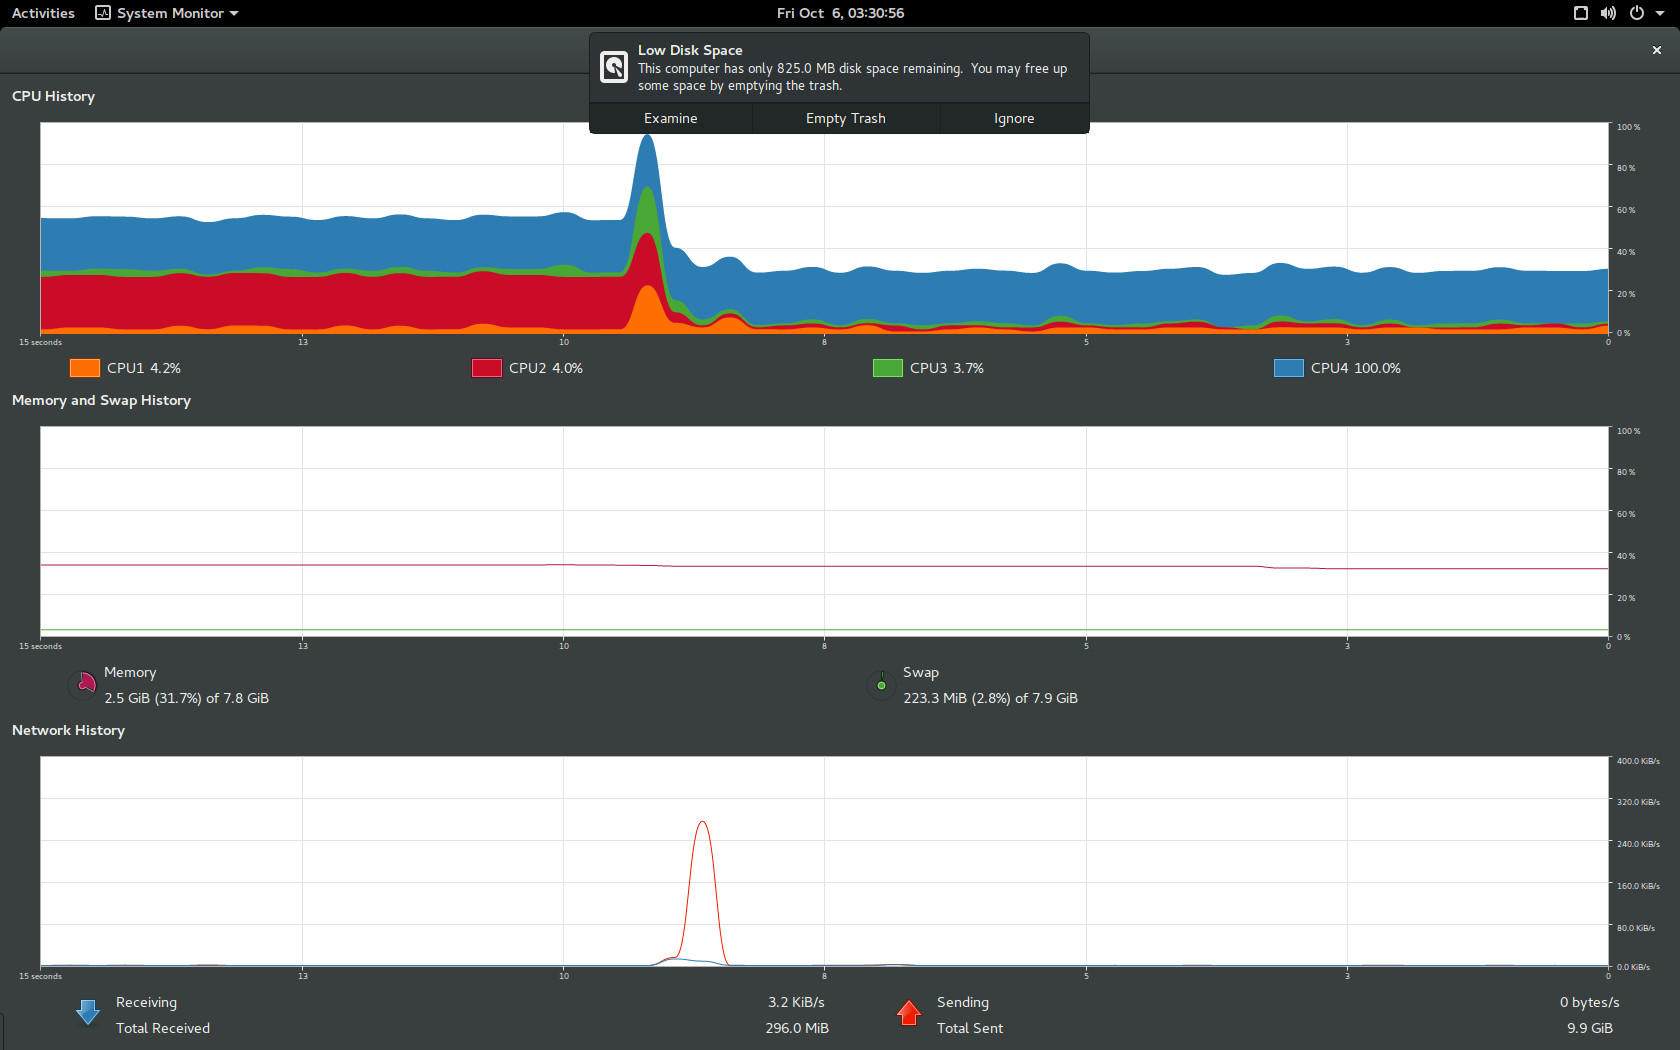 Activities System Monitor Fri Oct 6, 03:30:56
Low Disk Space
This computer has only 825.0 MB disk space remaining. You may free up
some space by emptying the trash.
Examine Empty Trash Ignore
CPU History
100 %
80 %
60 %
40 %
20 %
0 %
15 seconds 13 10 8 5 3 0
CPU1 4.2% CPU2 4.0% CPU3 3.7% CPU4 100.0%
Memory and Swap History
100 %
80 %
60 %
40 %
20 %
0 %
15 seconds 13 10 8 5 3 0
Memory Swap
2.5 GiB (31.7%) of 7.8 GiB 223.3 MiB (2.8%) of 7.9 GiB
Network History
400.0 KiB/s
320.0 KiB/s
240.0 KiB/s
160.0 KiB/s
80.0 KiB/s
0.0 KiB/s
15 seconds 13 10 8 5 3 0
Receiving 3.2 KiB/s Sending 0 bytes/s
Total Received 296.0 MiB Total Sent 9.9 GiB